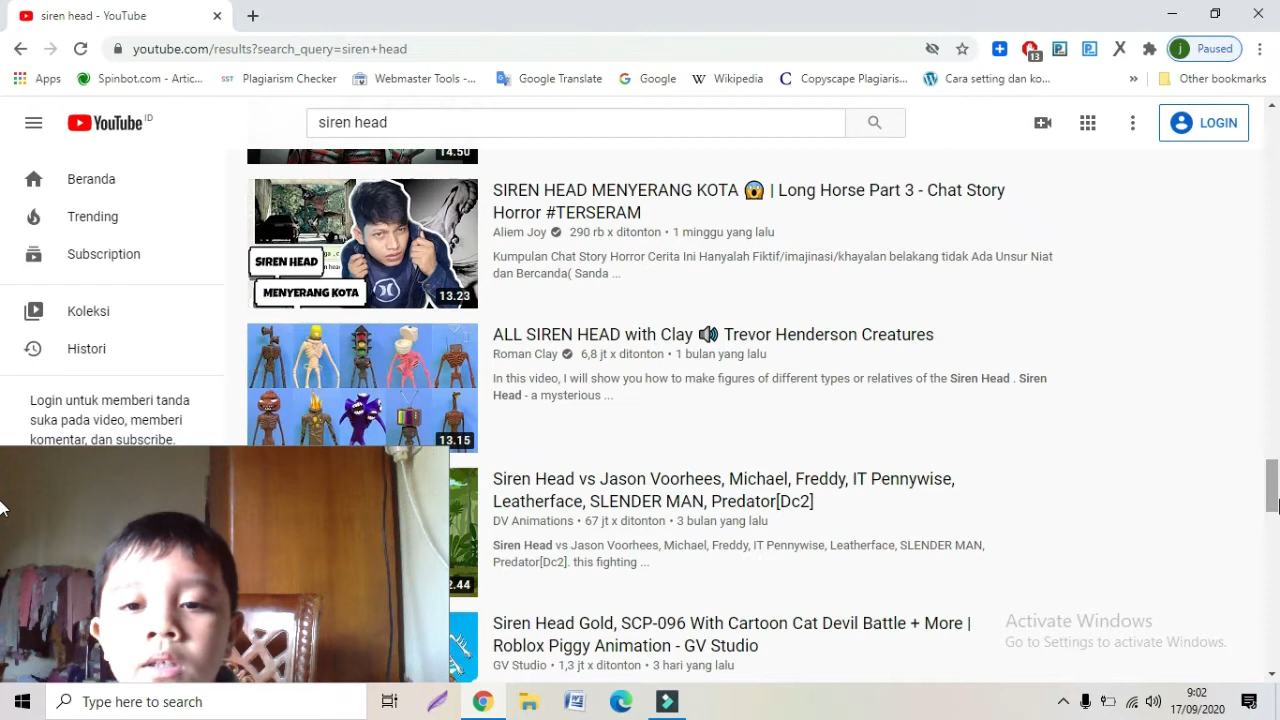 siren head - YouTube
youtube.com/results?search_query=siren+head
13
j Paused
Apps Spinbot.com - Artic... SST Plagiarism Checker Webmaster Tools -... Google Translate G Google W Wikipedia C Copyscape Plagiaris... Cara setting dan ko... » Other bookmarks
YouTube ID
siren head
LOGIN
14.50
Beranda
Trending
Subscription
Koleksi
Histori
Login untuk memberi tanda
suka pada video, memberi
komentar, dan subscribe.
SIREN HEAD
MENYERANG KOTA
13.23
SIREN HEAD MENYERANG KOTA 😱 | Long Horse Part 3 - Chat Story
Horror #TERSERAM
Aliem Joy 290 rb x ditonton • 1 minggu yang lalu
Kumpulan Chat Story Horror Cerita Ini Hanyalah Fiktif/imajinasi/khayalan belakang tidak Ada Unsur Niat
dan Bercanda( Sanda ...
13.15
ALL SIREN HEAD with Clay 🔊 Trevor Henderson Creatures
Roman Clay 6,8 jt x ditonton • 1 bulan yang lalu
In this video, I will show you how to make figures of different types or relatives of the Siren Head . Siren
Head - a mysterious ...
2.44
Siren Head vs Jason Voorhees, Michael, Freddy, IT Pennywise,
Leatherface, SLENDER MAN, Predator[Dc2]
DV Animations • 67 jt x ditonton • 3 bulan yang lalu
Siren Head vs Jason Voorhees, Michael, Freddy, IT Pennywise, Leatherface, SLENDER MAN,
Predator[Dc2]. this fighting ...
Siren Head Gold, SCP-096 With Cartoon Cat Devil Battle + More |
Roblox Piggy Animation - GV Studio
GV Studio • 1,3 jt x ditonton • 3 hari yang lalu
Activate Windows
Go to Settings to activate Windows.
Type here to search
9:02
17/09/2020